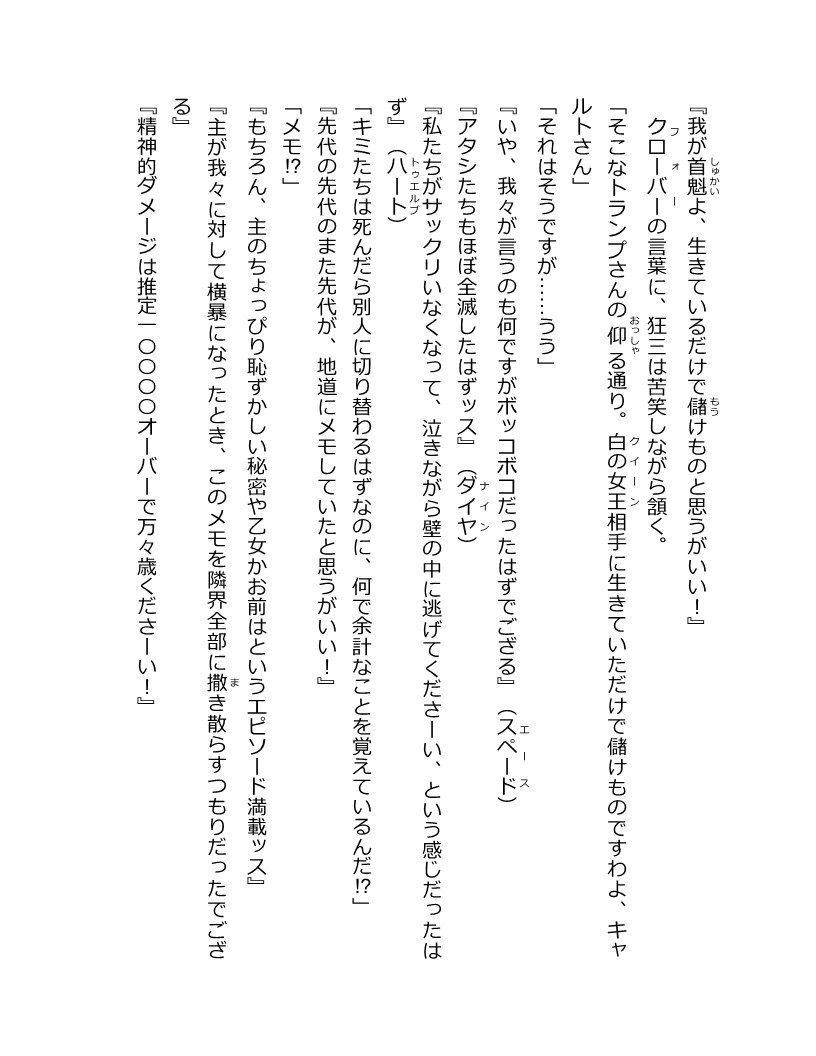 『我が首魁よ、生きているだけで儲けものと思うがいい！』
クローバーの言葉に、狂三は苦笑しながら頷く。
「そこなトランプさんの仰る通り。白の女王相手に生きていただけで儲けものですわよ、キャ
ルトさん」
「それはそうですが……うう」
『いや、我々が言うのも何ですがボッコボコだったはずでござる』（スペード）
『アタシたちもほぼ全滅したはずッス』（ダイヤ）
『私たちがサックリいなくなって、泣きながら壁の中に逃げてくださーい、という感じだったは
ず』（ハート）
「キミたちは死んだら別人に切り替わるはずなのに、何で余計なことを覚えているんだ!?」
『先代の先代のまた先代が、地道にメモしていたと思うがいい！』
「メモ!?」
『もちろん、主のちょっぴり恥ずかしい秘密や乙女かお前はというエピソード満載ッス』
『主が我々に対して横暴になったとき、このメモを隣界全部に撒き散らすつもりだったでござ
る』
『精神的ダメージは推定一〇〇〇〇オーバーで万々歳くださーい！』